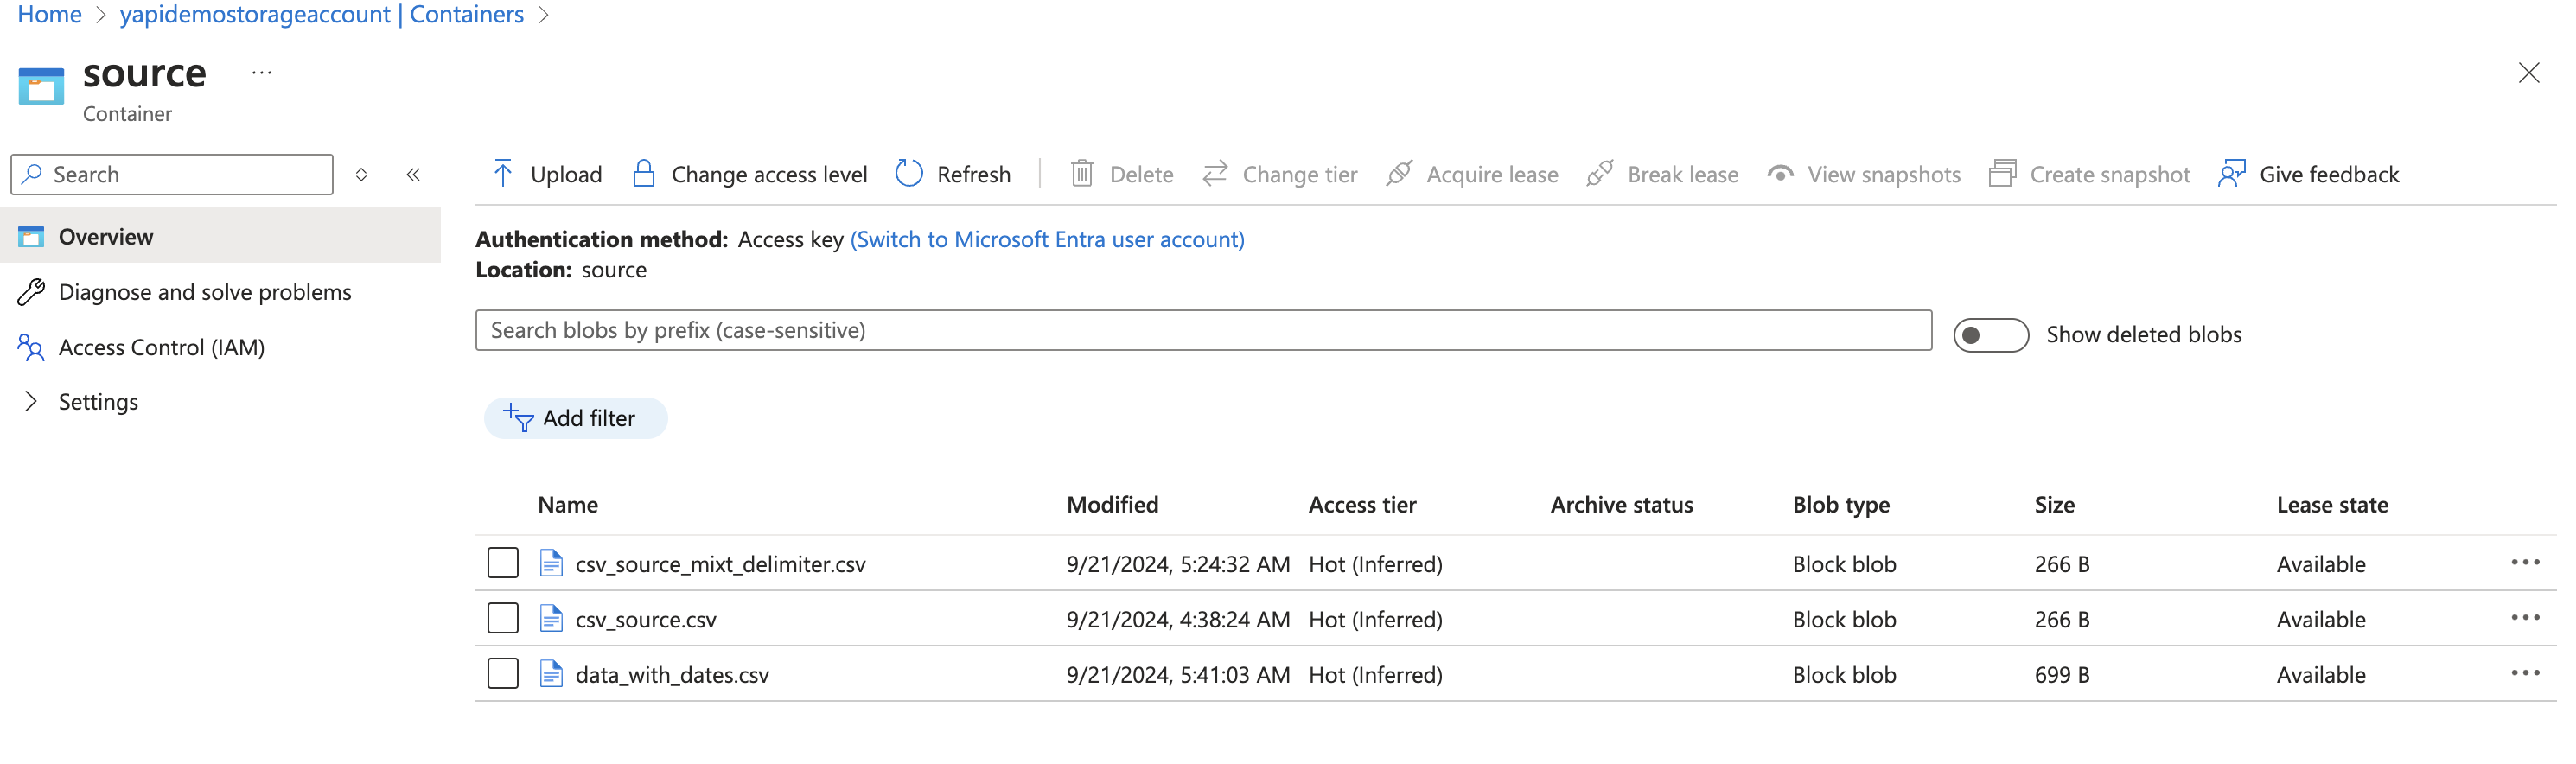 Home > yapidemostorageaccount | Containers >
source ...
Container
Search
Upload Change access level Refresh Delete Change tier Acquire lease Break lease View snapshots Create snapshot Give feedback
Overview
Diagnose and solve problems
Access Control (IAM)
Settings
Authentication method: Access key (Switch to Microsoft Entra user account)
Location: source
Search blobs by prefix (case-sensitive)
Show deleted blobs
Add filter
Name Modified Access tier Archive status Blob type Size Lease state
csv_source_mixt_delimiter.csv 9/21/2024, 5:24:32 AM Hot (Inferred) Block blob 266 B Available ...
csv_source.csv 9/21/2024, 4:38:24 AM Hot (Inferred) Block blob 266 B Available ...
data_with_dates.csv 9/21/2024, 5:41:03 AM Hot (Inferred) Block blob 699 B Available ...